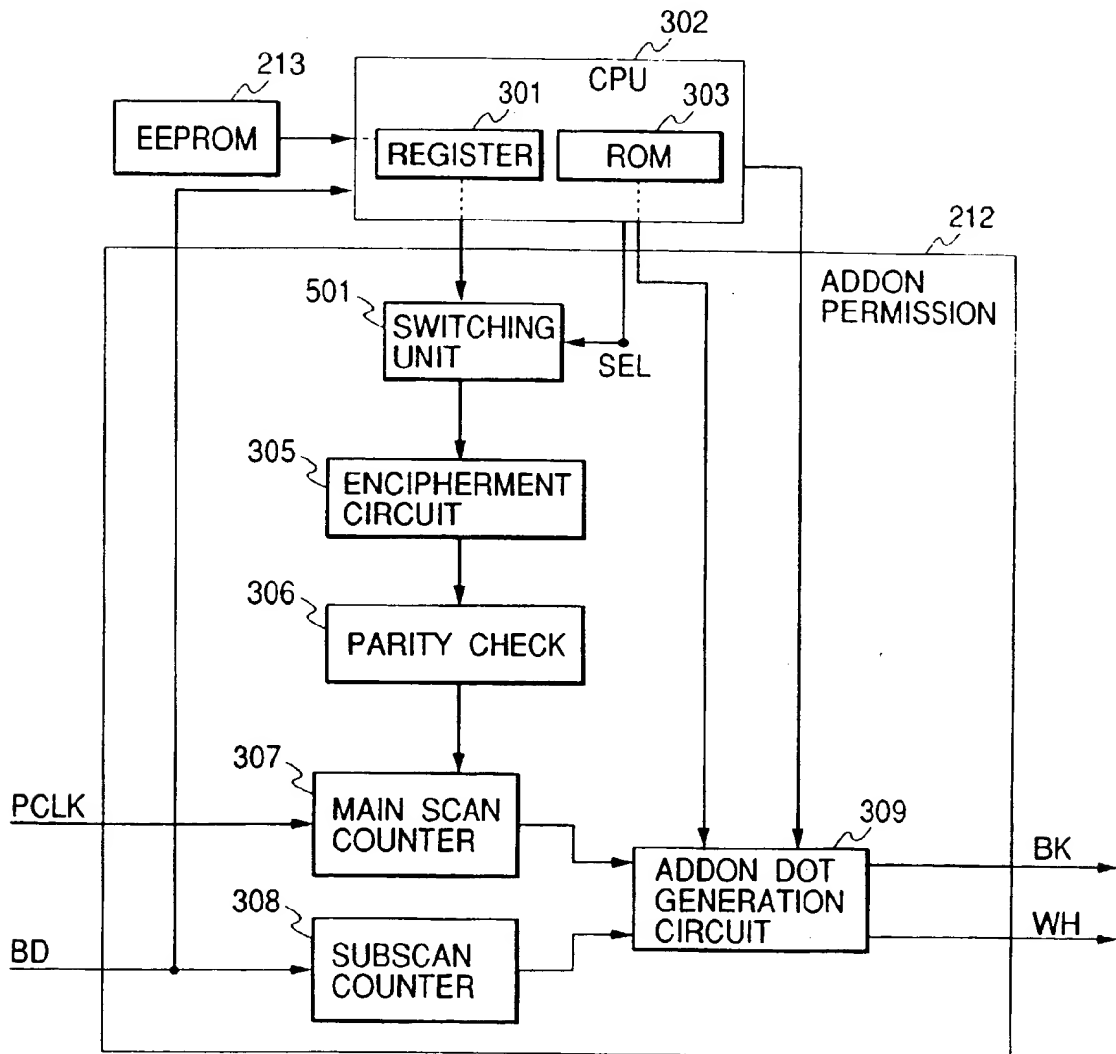 302
CPU
213
EEPROM
301
REGISTER
303
ROM
212
ADDON
PERMISSION
501
SWITCHING
UNIT
SEL
305
ENCIPHERMENT
CIRCUIT
306
PARITY CHECK
307
PCLK
MAIN SCAN
COUNTER
309
ADDON DOT
GENERATION
CIRCUIT
BK
WH
308
BD
SUBSCAN
COUNTER